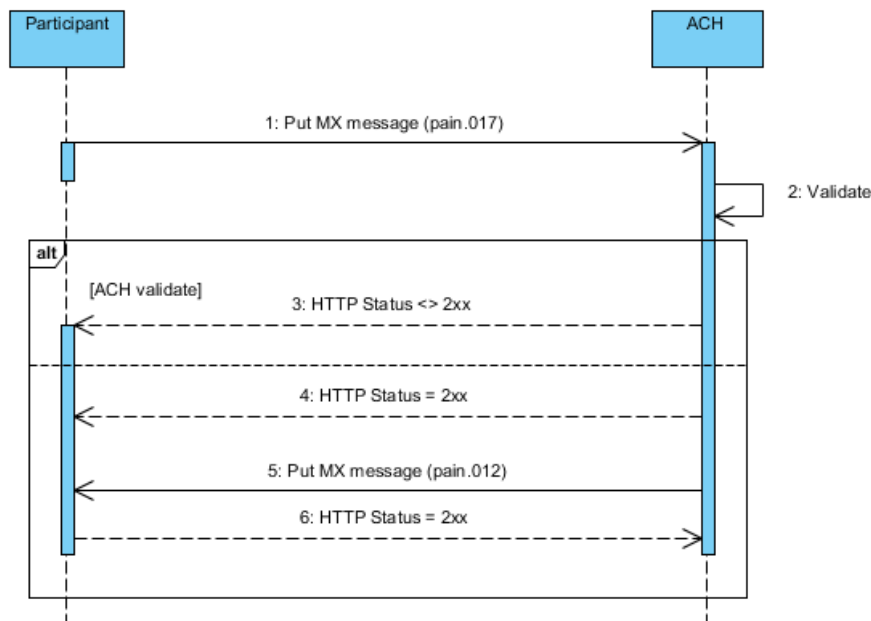 Participant
ACH
1: Put MX message (pain.017)
2: Validate
alt
[ACH validate]
3: HTTP Status <> 2xx
4: HTTP Status = 2xx
5: Put MX message (pain.012)
6: HTTP Status = 2xx